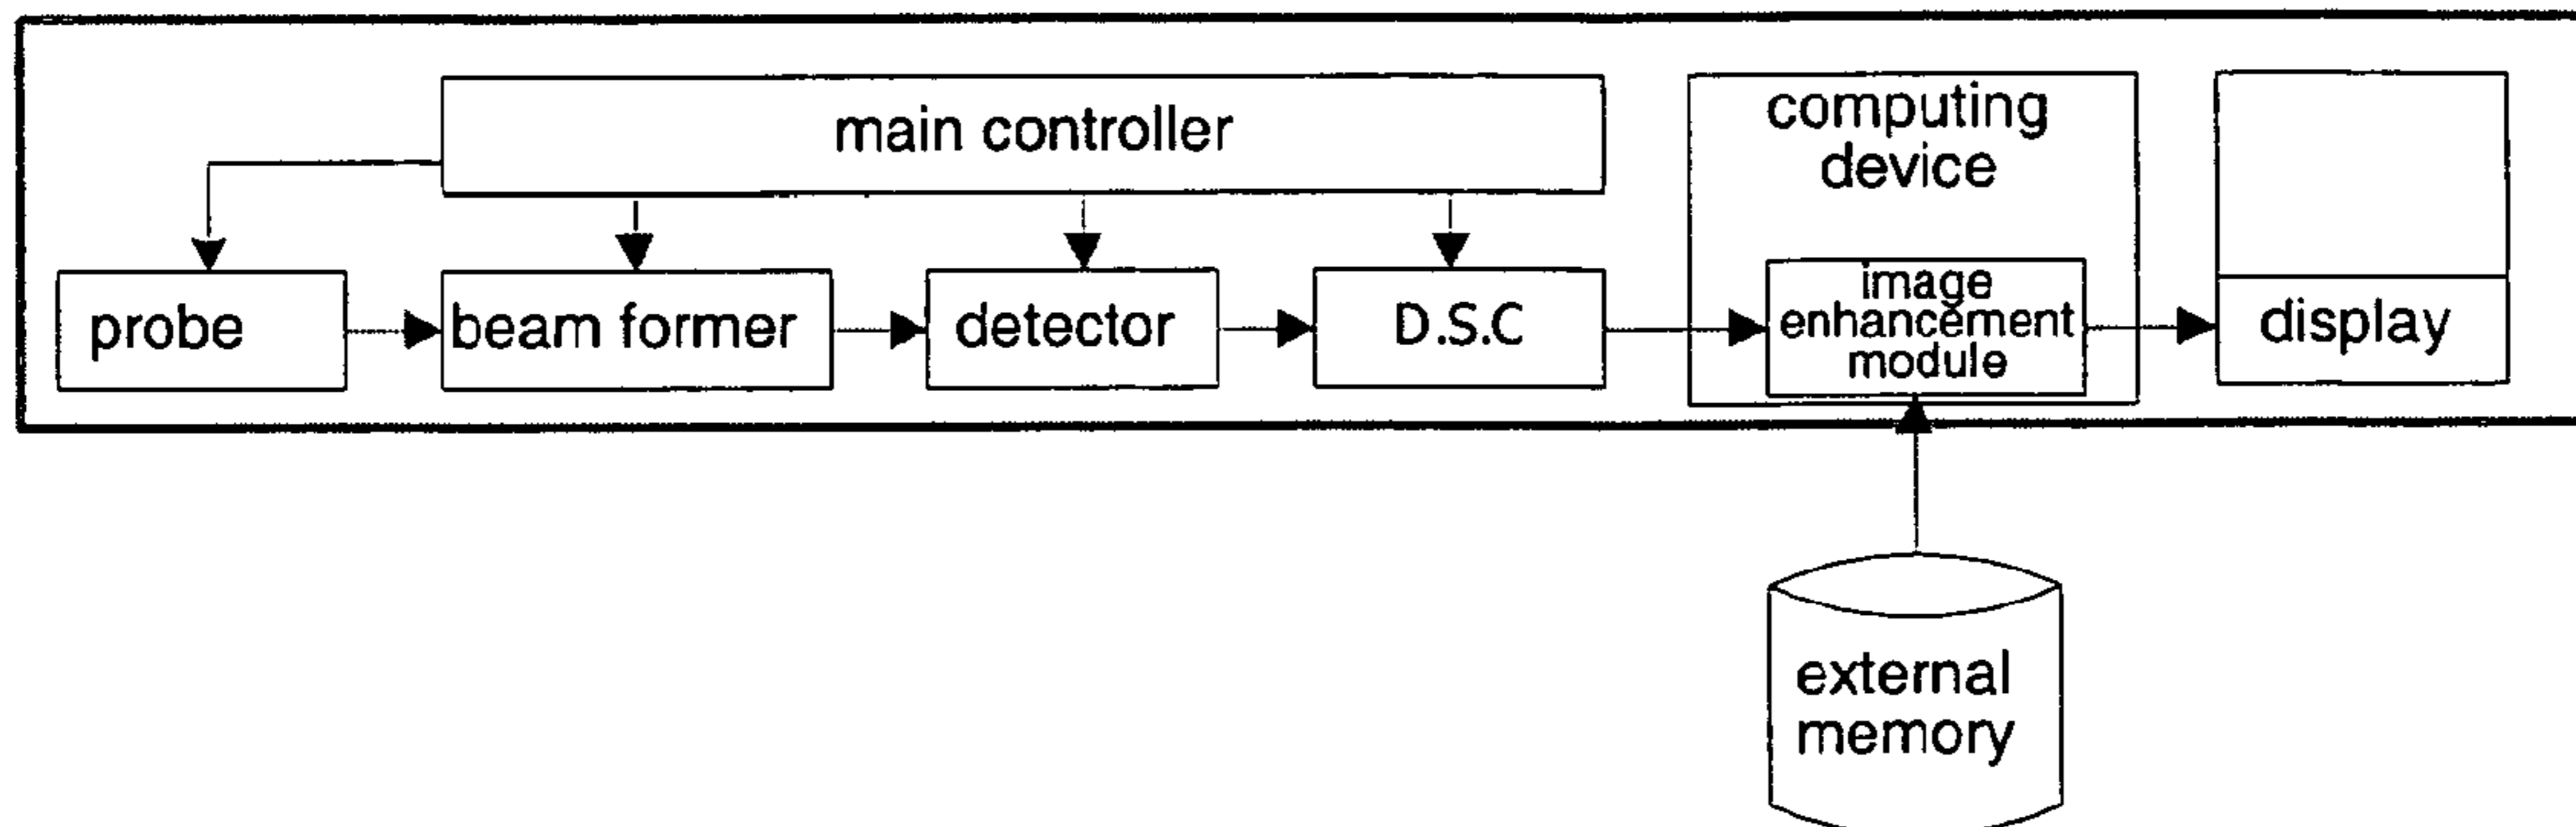 main controller
computing
device
probe
beam former
detector
D.S.C
image
enhancement
module
display
external
memory